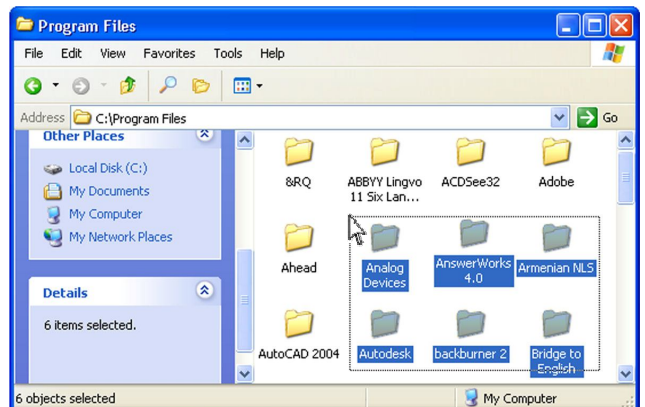 Program Files
File Edit View Favorites Tools Help
Address C:\Program Files Go
Other Places
Local Disk (C:)
My Documents
My Computer
My Network Places
Details
6 items selected.
&RQ
ABBYY Lingvo
11 Six Lan...
ACDSee32
Adobe
Ahead
Analog
Devices
AnswerWorks
4.0
Armenian NLS
AutoCAD 2004
Autodesk
backburner 2
Bridge to
English
6 objects selected
My Computer